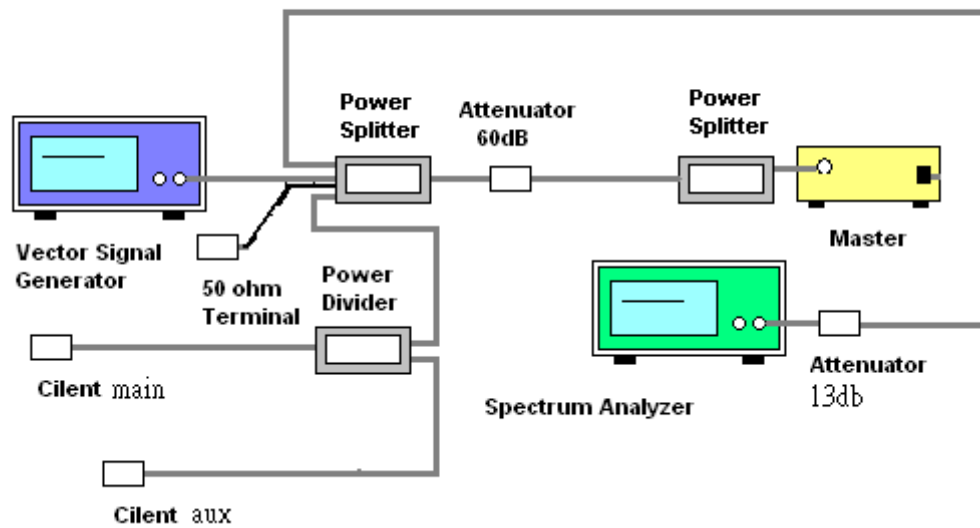 Power
Splitter
Attenuator
60dB
Power
Splitter
Vector Signal
Generator
50 ohm
Terminal
Power
Divider
Master
Cilent main
Spectrum Analyzer
Attenuator
13db
Cilent aux